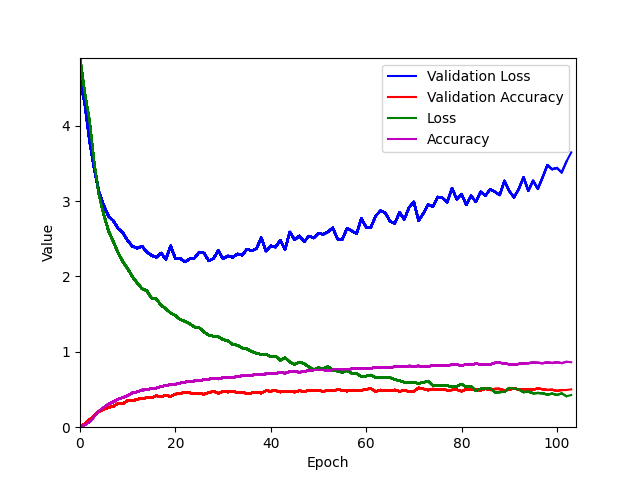 Validation Loss
Validation Accuracy
Loss
Accuracy
4
3
2
1
0
Value
0 20 40 60 80 100
Epoch